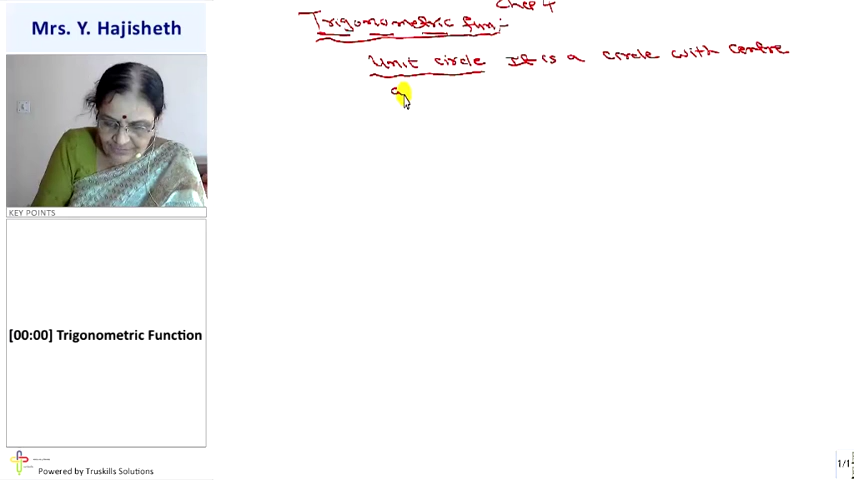 Mrs. Y. Hajisheth
KEY POINTS
[00:00] Trigonometric Function
Powered by Truskills Solutions
Chap 4
Trigonometric fun:-
Unit circle It is a circle with centre
a
1/1